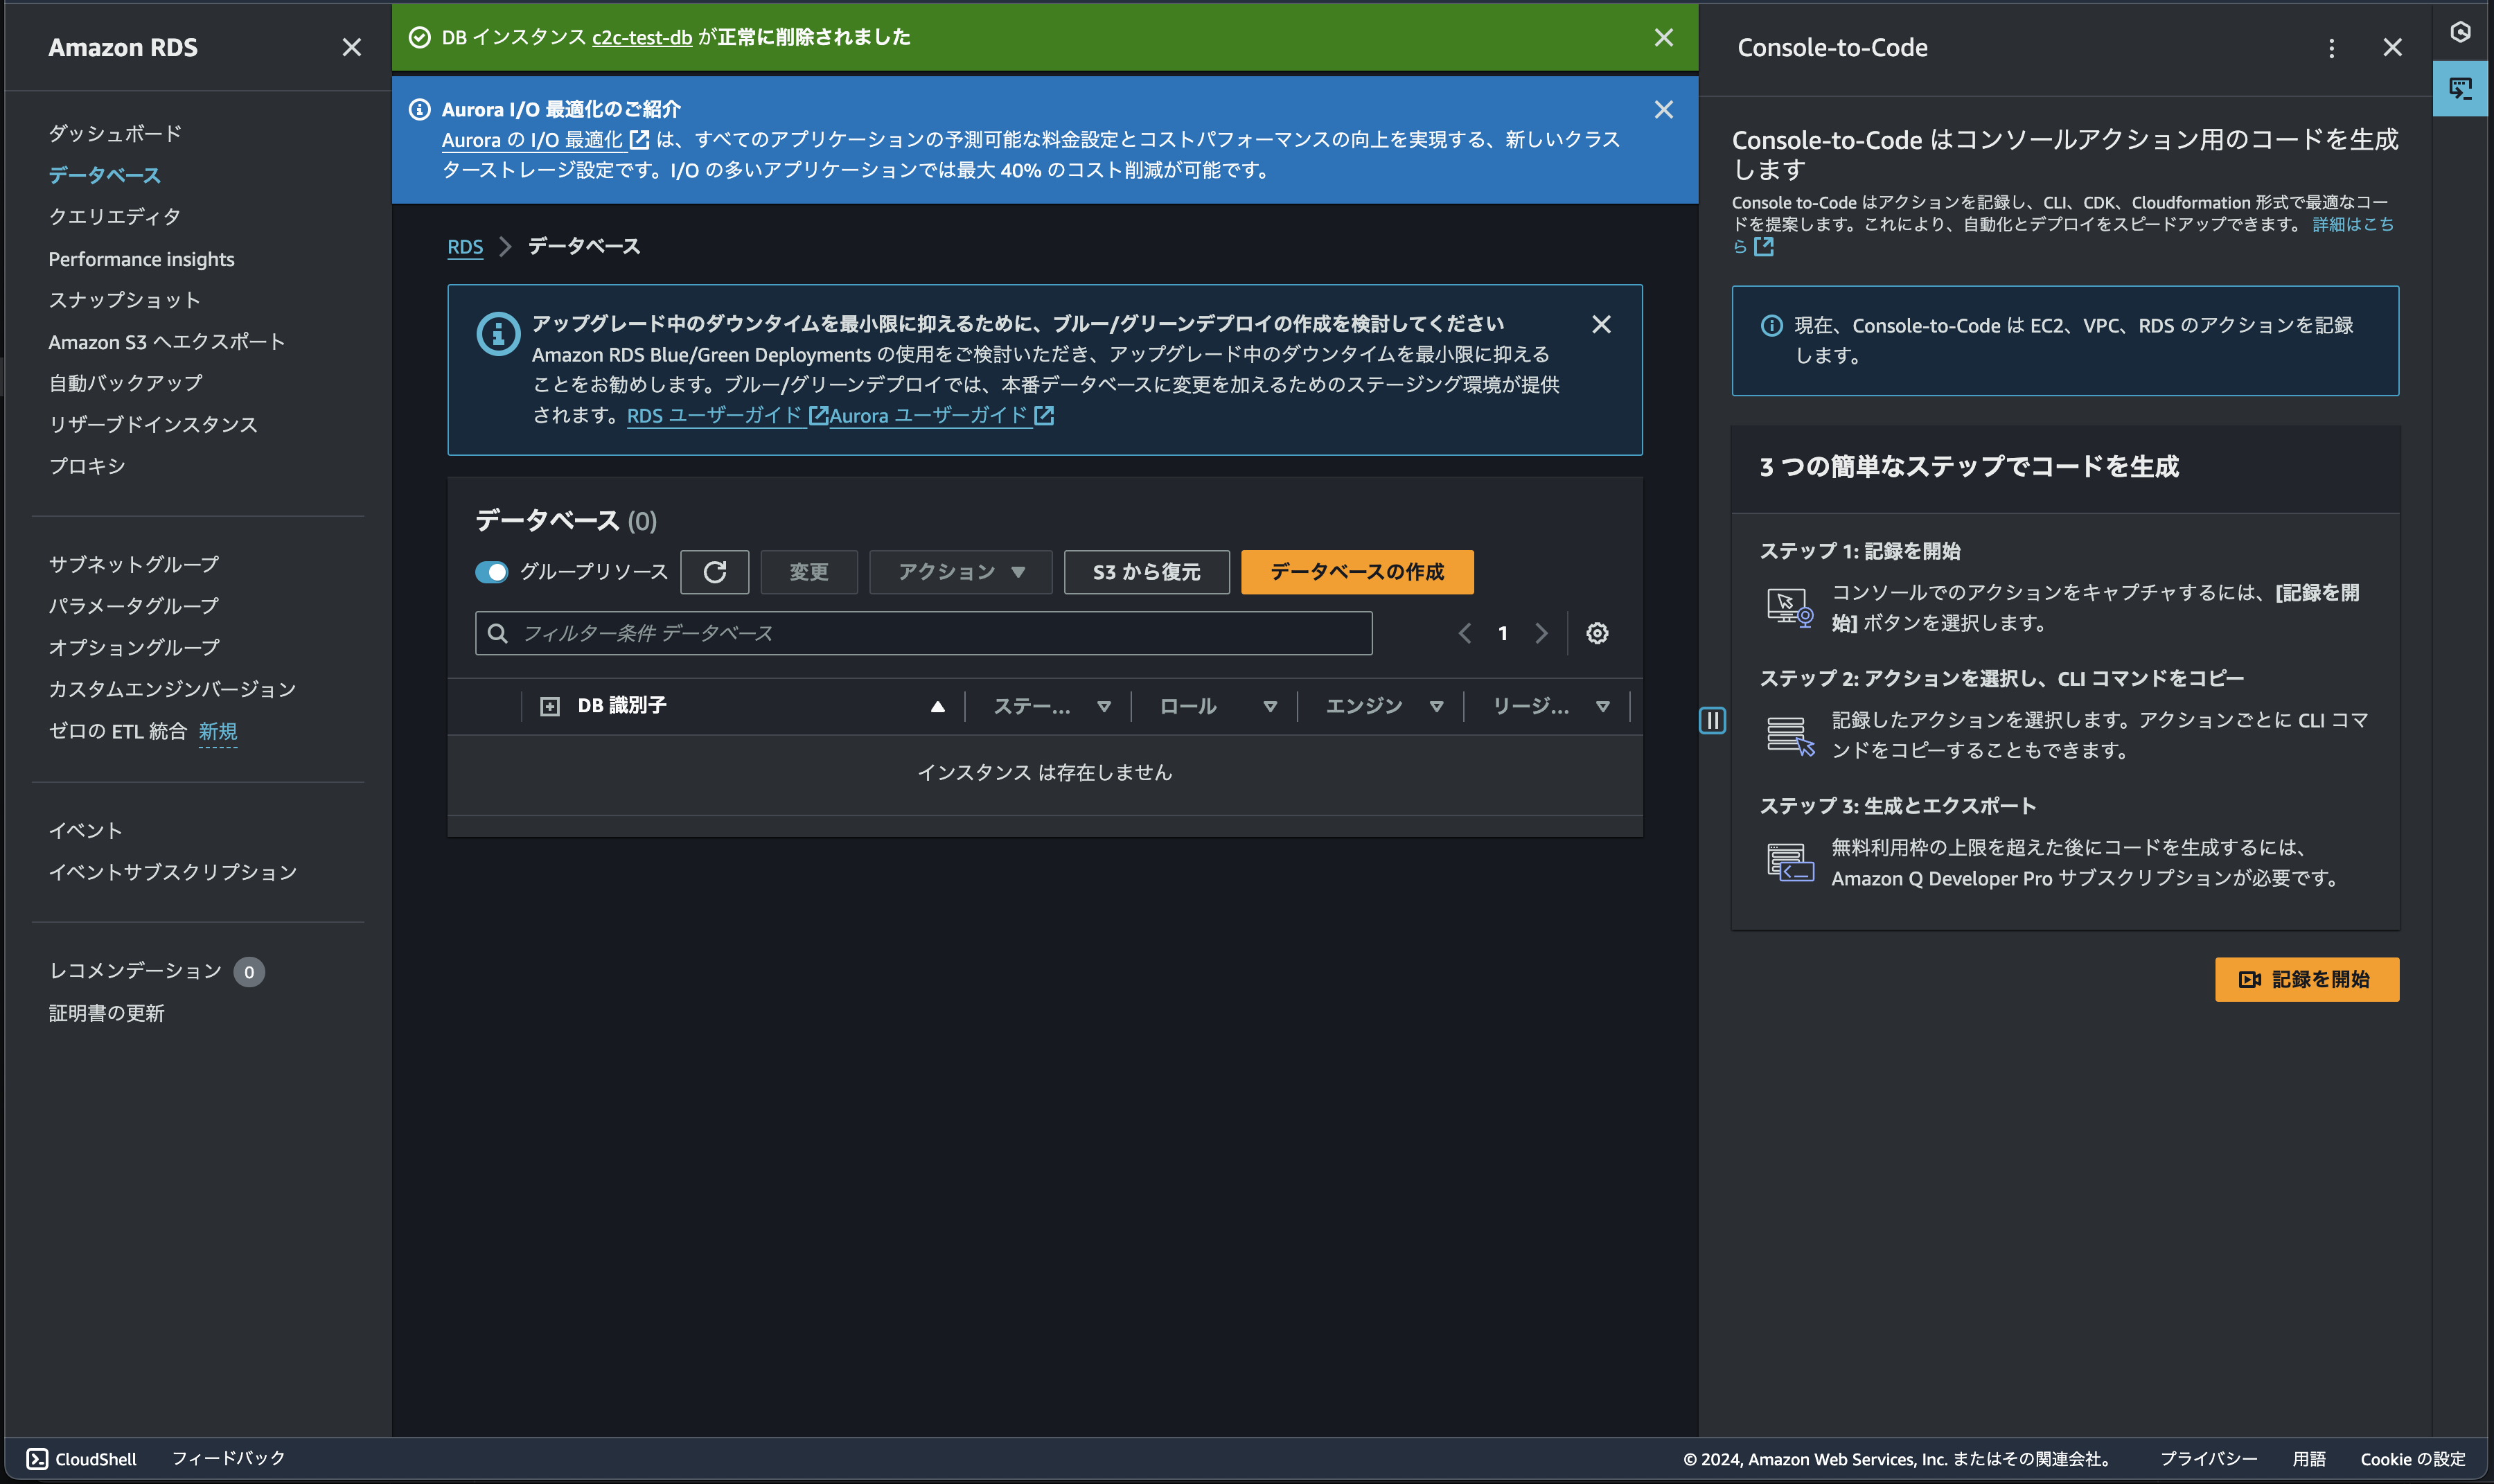 Amazon RDS
ダッシュボード
データベース
クエリエディタ
Performance insights
スナップショット
Amazon S3 へエクスポート
自動バックアップ
リザーブドインスタンス
プロキシ
サブネットグループ
パラメータグループ
オプショングループ
カスタムエンジンバージョン
ゼロの ETL 統合 新規
イベント
イベントサブスクリプション
レコメンデーション 0
証明書の更新
DB インスタンス c2c-test-db が正常に削除されました
Aurora I/O 最適化のご紹介
Aurora の I/O 最適化 は、すべてのアプリケーションの予測可能な料金設定とコストパフォーマンスの向上を実現する、新しいクラス
ターストレージ設定です。I/O の多いアプリケーションでは最大 40% のコスト削減が可能です。
RDS データベース
アップグレード中のダウンタイムを最小限に抑えるために、ブルー/グリーンデプロイの作成を検討してください
Amazon RDS Blue/Green Deployments の使用をご検討いただき、アップグレード中のダウンタイムを最小限に抑える
ことをお勧めします。ブルー/グリーンデプロイでは、本番データベースに変更を加えるためのステージング環境が提供
されます。RDS ユーザーガイド Aurora ユーザーガイド
データベース (0)
グループリソース 変更 アクション S3 から復元 データベースの作成
フィルター条件 データベース 1
DB 識別子 ステー... ロール エンジン リージ...
インスタンス は存在しません
Console-to-Code
Console-to-Code はコンソールアクション用のコードを生成
します
Console to-Code はアクションを記録し、CLI、CDK、Cloudformation 形式で最適なコー
ドを提案します。これにより、自動化とデプロイをスピードアップできます。 詳細はこち
ら
現在、Console-to-Code は EC2、VPC、RDS のアクションを記録
します。
3 つの簡単なステップでコードを生成
ステップ 1: 記録を開始
コンソールでのアクションをキャプチャするには、[記録を開
始] ボタンを選択します。
ステップ 2: アクションを選択し、CLI コマンドをコピー
記録したアクションを選択します。アクションごとに CLI コマ
ンドをコピーすることもできます。
ステップ 3: 生成とエクスポート
無料利用枠の上限を超えた後にコードを生成するには、
Amazon Q Developer Pro サブスクリプションが必要です。
記録を開始
CloudShell フィードバック © 2024, Amazon Web Services, Inc. またはその関連会社。 プライバシー 用語 Cookie の設定